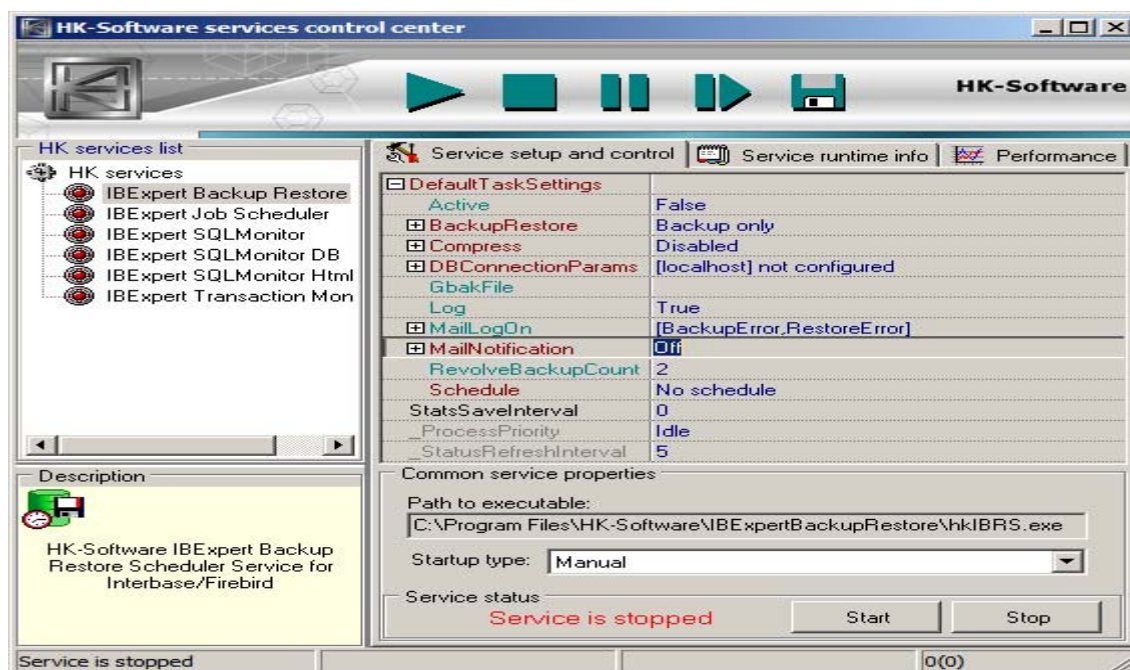 HK-Software services control center
HK-Software
HK services list
HK services
IBExpert Backup Restore
IBExpert Job Scheduler
IBExpert SQLMonitor
IBExpert SQLMonitor DB
IBExpert SQLMonitor Html
IBExpert Transaction Mon
Description
HK-Software IBExpert Backup
Restore Scheduler Service for
Interbase/Firebird
Service setup and control
Service runtime info
Performance
DefaultTaskSettings
Active False
BackupRestore Backup only
Compress Disabled
DBConnectionParams [localhost] not configured
GbakFile
Log True
MailLogOn [BackupError,RestoreError]
MailNotification Off
RevolveBackupCount 2
Schedule No schedule
StatsSaveInterval 0
_ProcessPriority Idle
_StatusRefreshInterval 5
Common service properties
Path to executable:
C:\Program Files\HK-Software\IBExpertBackupRestore\hkIBRS.exe
Startup type: Manual
Service status
Service is stopped Start Stop
Service is stopped 0(0)